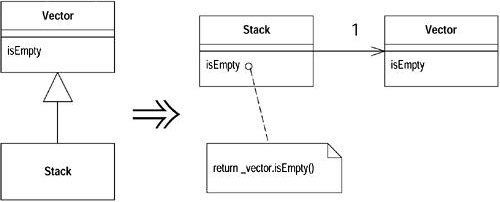 Vector
isEmpty
Stack
Stack
isEmpty
1
Vector
isEmpty
return _vector.isEmpty()